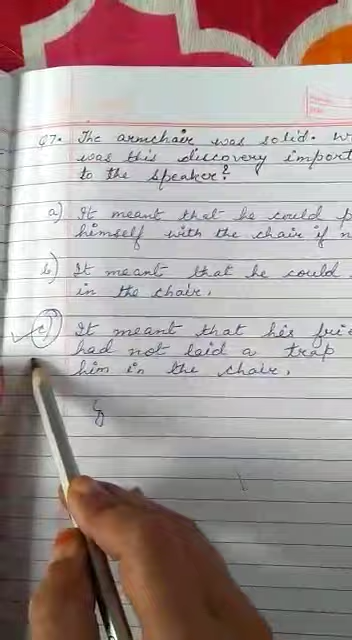 Q7. The armchair was solid. W
was this discovery import
to the speaker?
a) It meant that he could p
himself with the chair if n
b) It meant that he could
in the chair.
c) It meant that his frie
had not laid a trap
him in the chair.